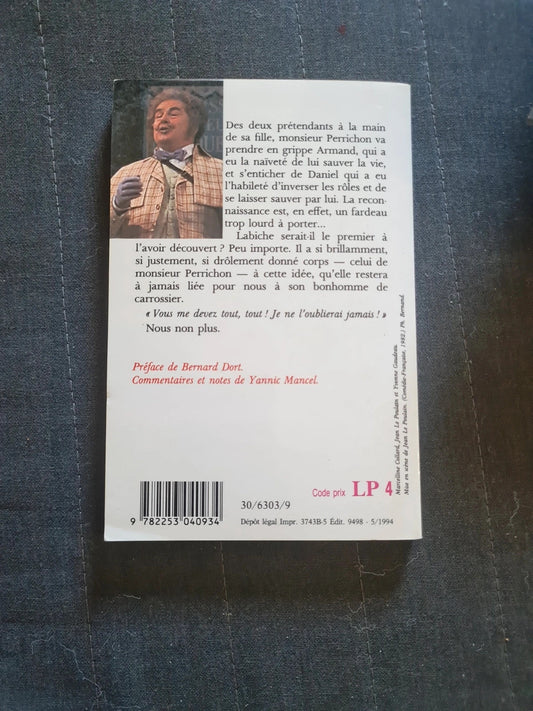 Des deux prétendants à la main
de sa fille, monsieur Perrichon va
prendre en grippe Armand, qui a
eu la naïveté de lui sauver la vie,
et s'enticher de Daniel qui a eu
l'habileté d'inverser les rôles et de
se laisser sauver par lui. La recon-
naissance est, en effet, un fardeau
trop lourd à porter...
Labiche serait-il le premier à
l'avoir découvert ? Peu importe. Il a si brillamment,
si justement, si drôlement donné corps — celui de
monsieur Perrichon — à cette idée, qu'elle restera
à jamais liée pour nous à son bonhomme de
carrossier.
« Vous me devez tout, tout ! Je ne l'oublierai jamais ! »
Nous non plus.
Préface de Bernard Dort.
Commentaires et notes de Yannic Mancel.
Marcelline Collard, Jean Le Poulain et Yvonne Gaudeau.
Mise en scène de Jean Le Poulain. (Comédie-Française, 1982.) Ph. Bernand.
9 782253 040934
30/6303/9
Code prix LP 4
Dépôt légal Impr. 3743B-5 Édit. 9498 - 5/1994